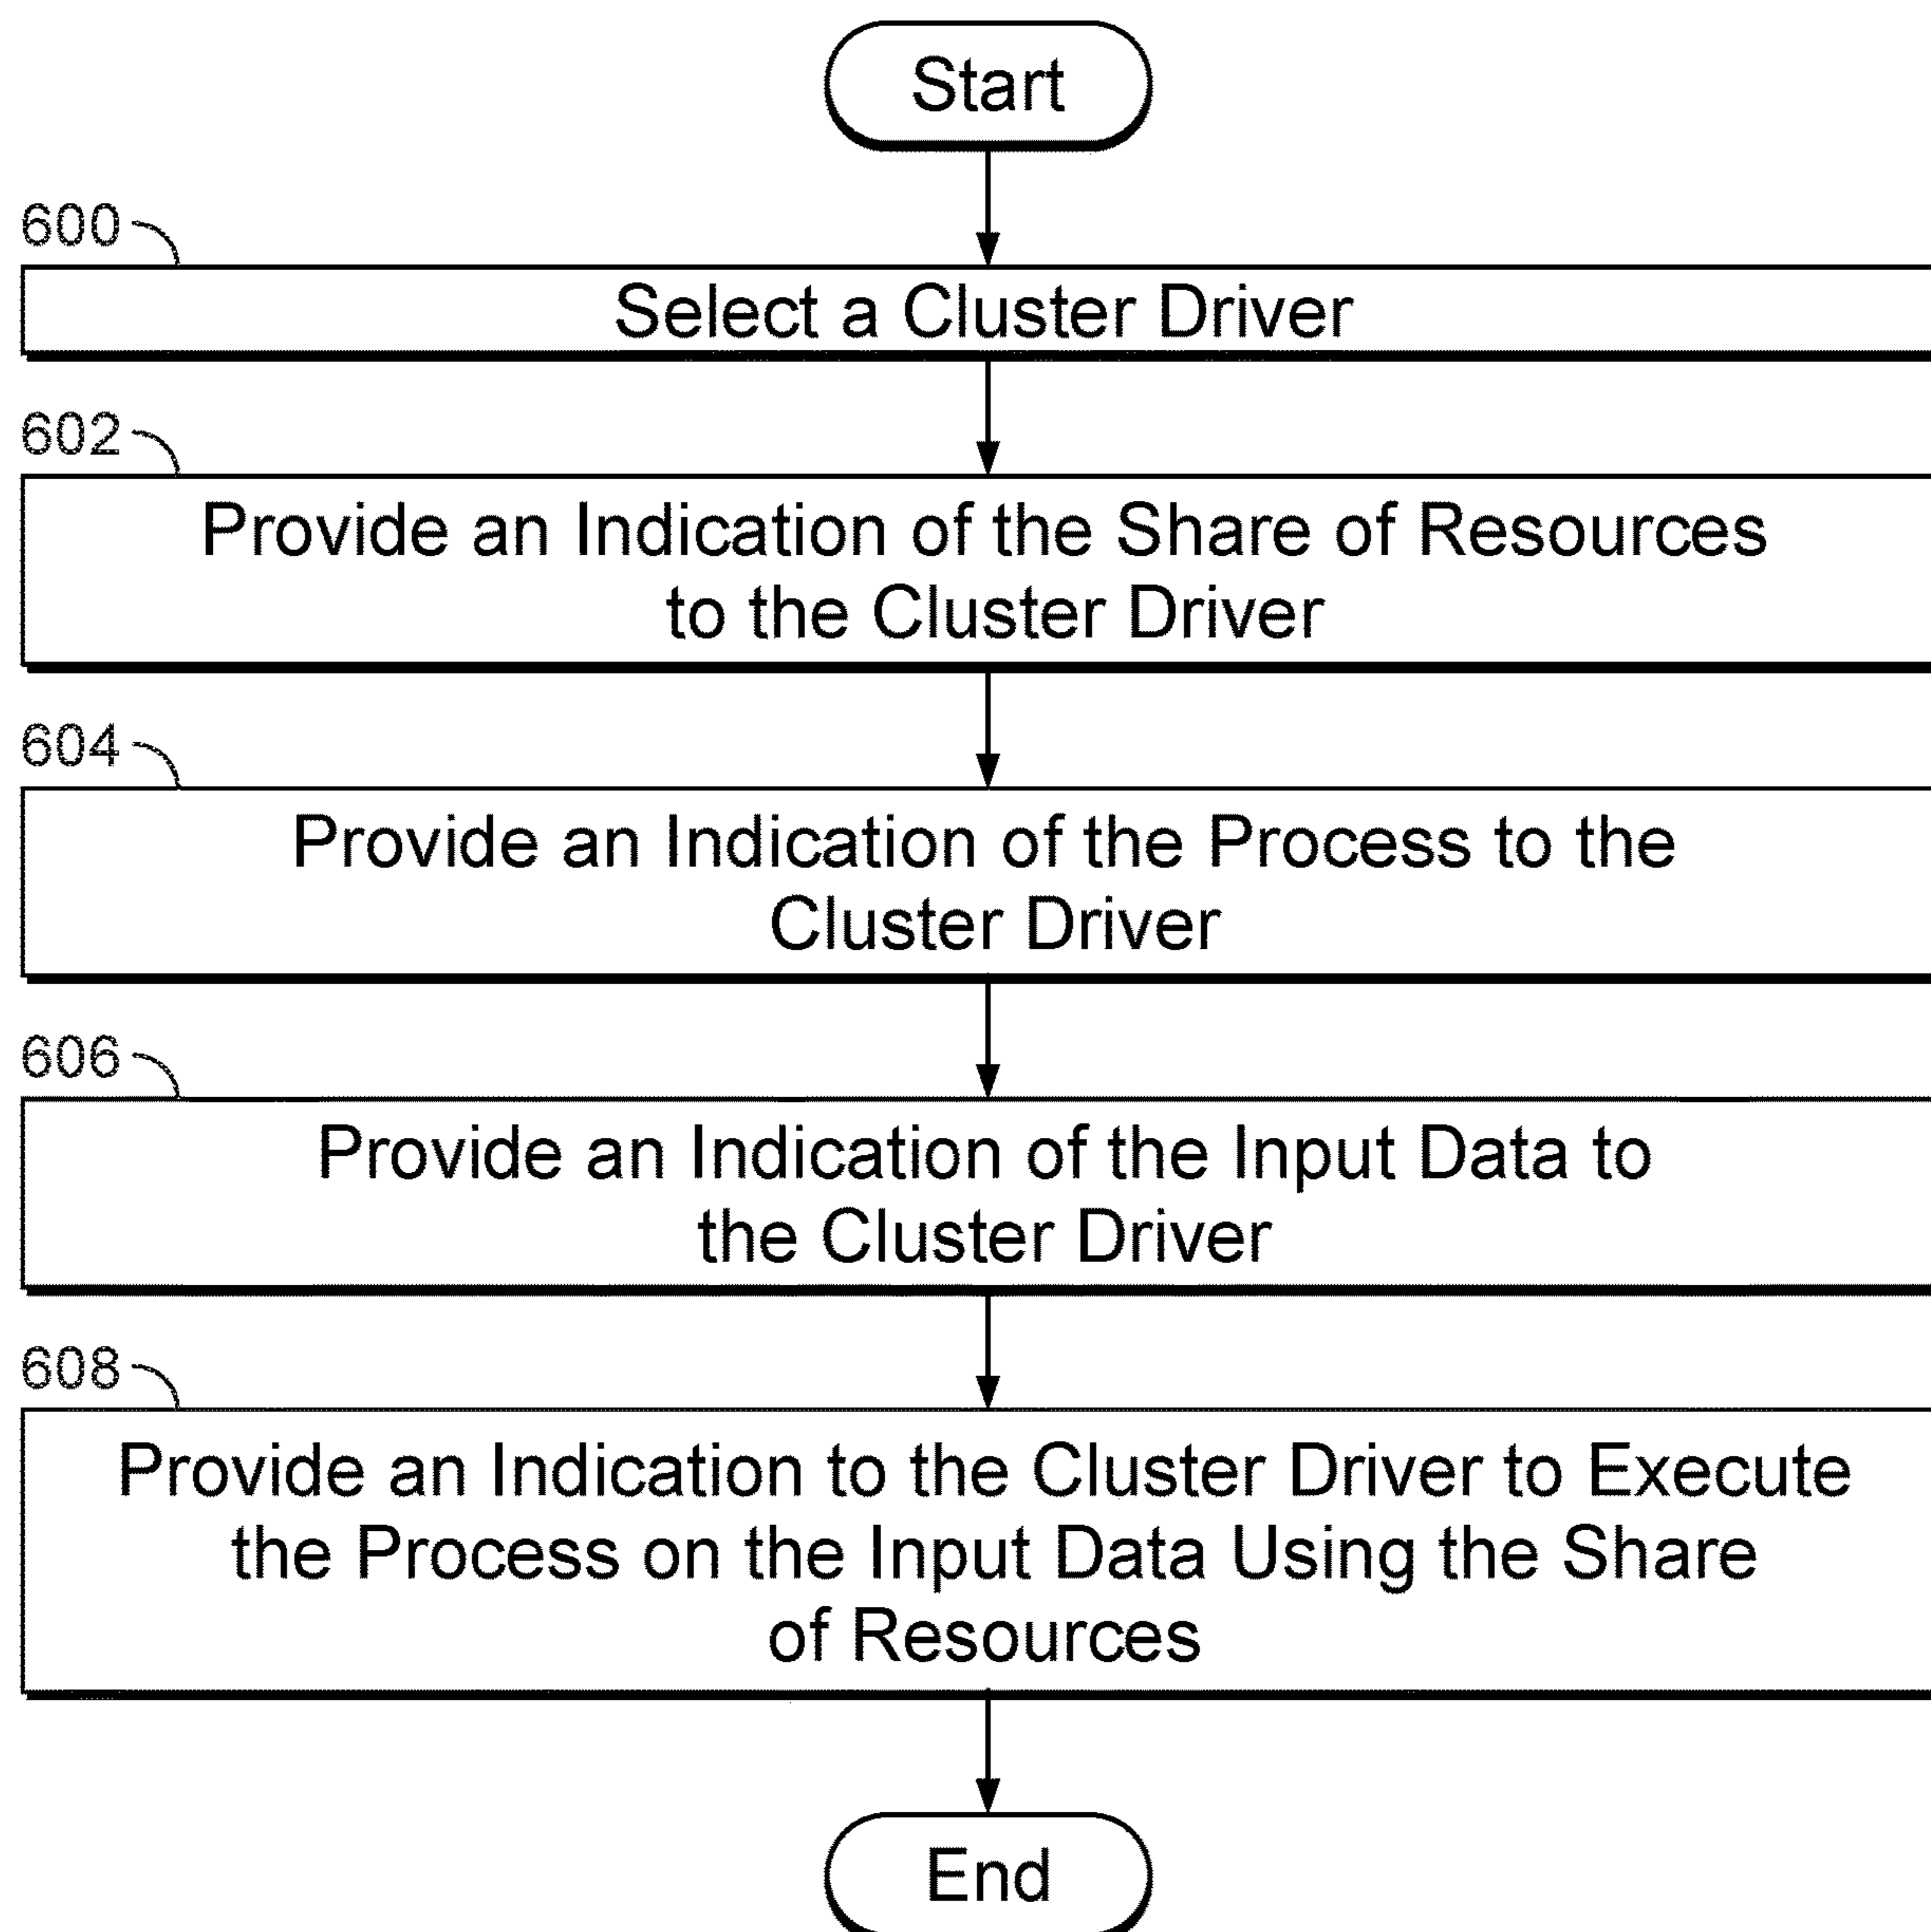 Start
600
Select a Cluster Driver
602
Provide an Indication of the Share of Resources
to the Cluster Driver
604
Provide an Indication of the Process to the
Cluster Driver
606
Provide an Indication of the Input Data to
the Cluster Driver
608
Provide an Indication to the Cluster Driver to Execute
the Process on the Input Data Using the Share
of Resources
End